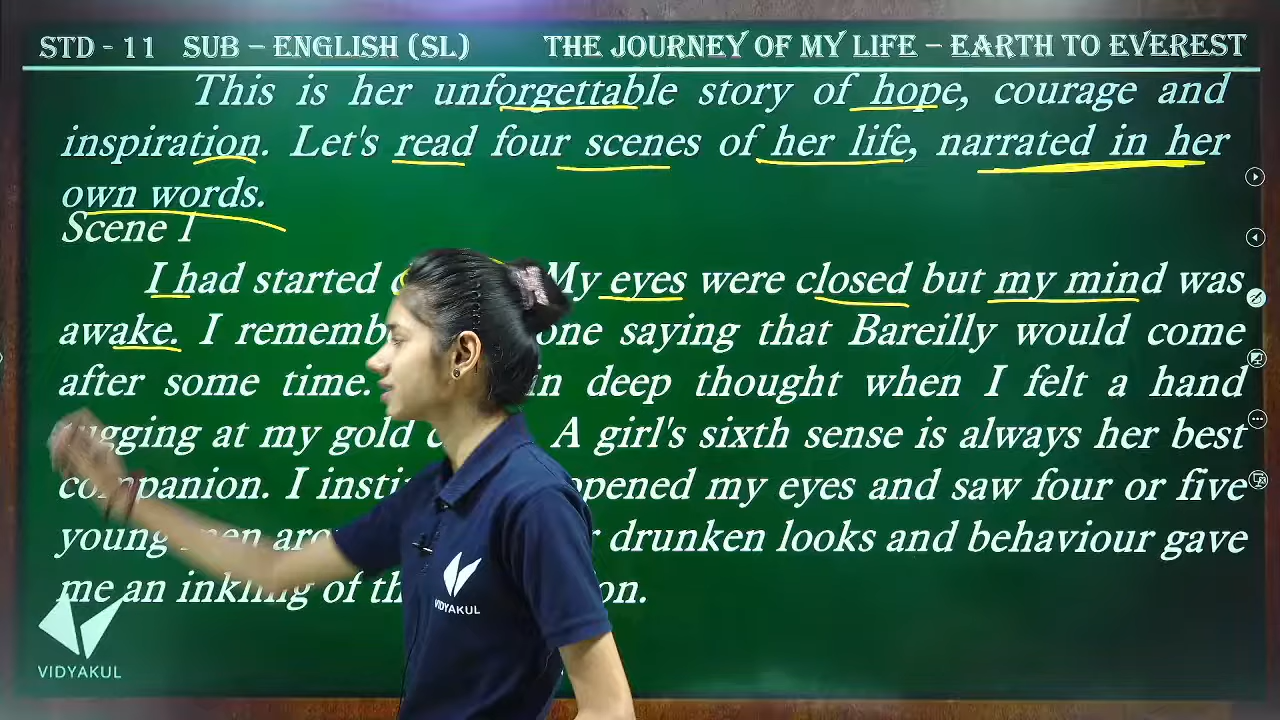 STD - 11 SUB – ENGLISH (SL) THE JOURNEY OF MY LIFE – EARTH TO EVEREST
This is her unforgettable story of hope, courage and
inspiration. Let's read four scenes of her life, narrated in her
own words.
Scene 1
I had started My eyes were closed but my mind was
awake. I one saying that Bareilly would come
after some time. in deep thought when I felt a hand
tugging at my gold A girl's sixth sense is always her best
companion. I opened my eyes and saw four or five
young men drunken looks and behaviour gave
me an inkling of
VIDYAKUL
VIDYAKUL